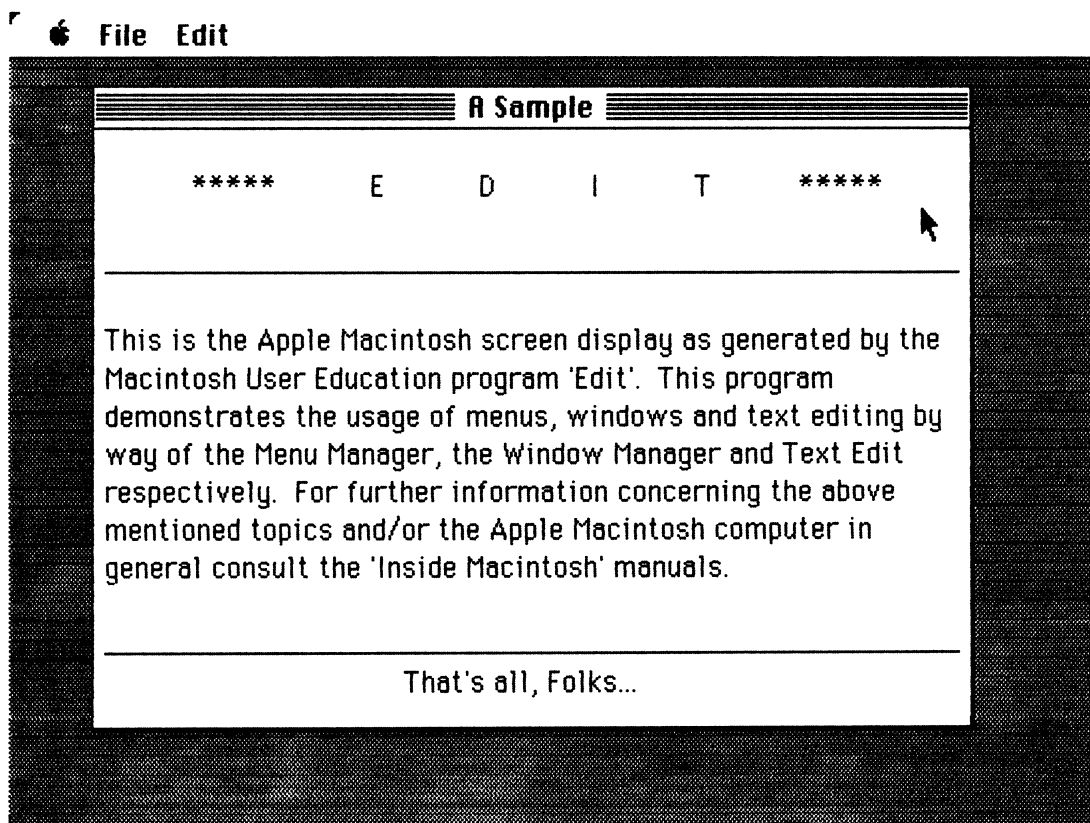 File Edit
A Sample
***** E D I T *****
This is the Apple Macintosh screen display as generated by the
Macintosh User Education program 'Edit'.  This program
demonstrates the usage of menus, windows and text editing by
way of the Menu Manager, the Window Manager and Text Edit
respectively.  For further information concerning the above
mentioned topics and/or the Apple Macintosh computer in
general consult the 'Inside Macintosh' manuals.
That's all, Folks...